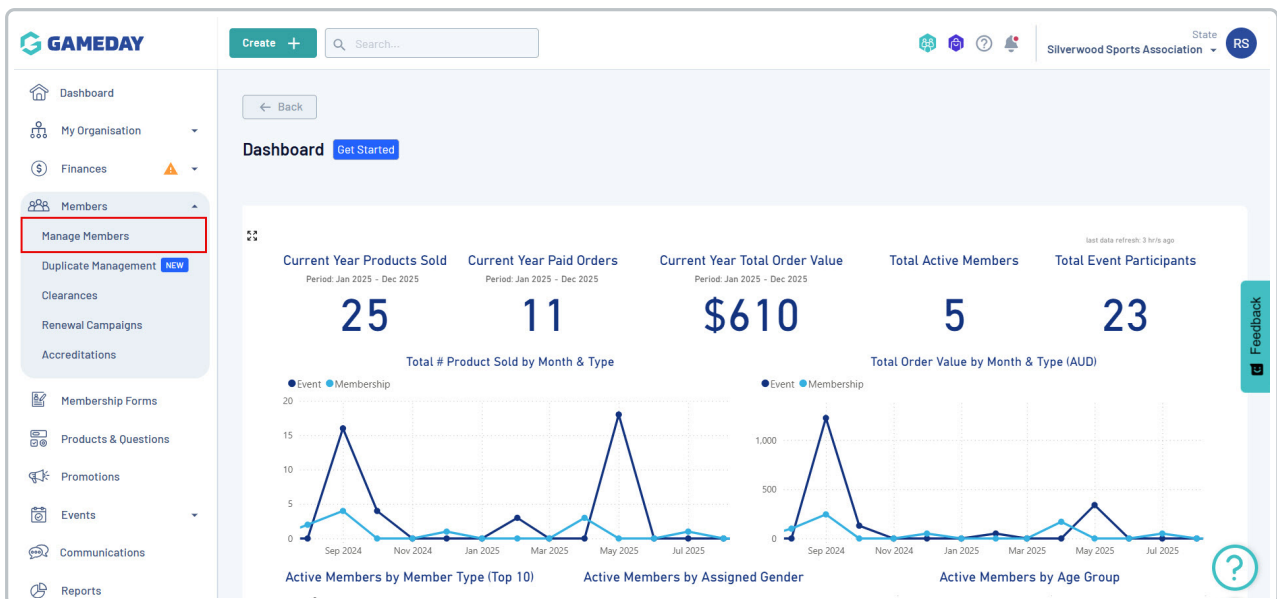 GAMEDAY
Create +
Search...
State
Silverwood Sports Association
RS
Dashboard
My Organisation
Finances
Members
Manage Members
Duplicate Management NEW
Clearances
Renewal Campaigns
Accreditations
Membership Forms
Products & Questions
Promotions
Events
Communications
Reports
← Back
Dashboard Get Started
last data refresh: 3 hr/s ago
Current Year Products Sold
Period: Jan 2025 - Dec 2025
25
Current Year Paid Orders
Period: Jan 2025 - Dec 2025
11
Current Year Total Order Value
Period: Jan 2025 - Dec 2025
$610
Total Active Members
5
Total Event Participants
23
Total # Product Sold by Month & Type
Event Membership
20
15
10
5
0
Sep 2024 Nov 2024 Jan 2025 Mar 2025 May 2025 Jul 2025
Total Order Value by Month & Type (AUD)
Event Membership
1,000
500
0
Sep 2024 Nov 2024 Jan 2025 Mar 2025 May 2025 Jul 2025
Active Members by Member Type (Top 10)
Active Members by Assigned Gender
Active Members by Age Group
Feedback
?